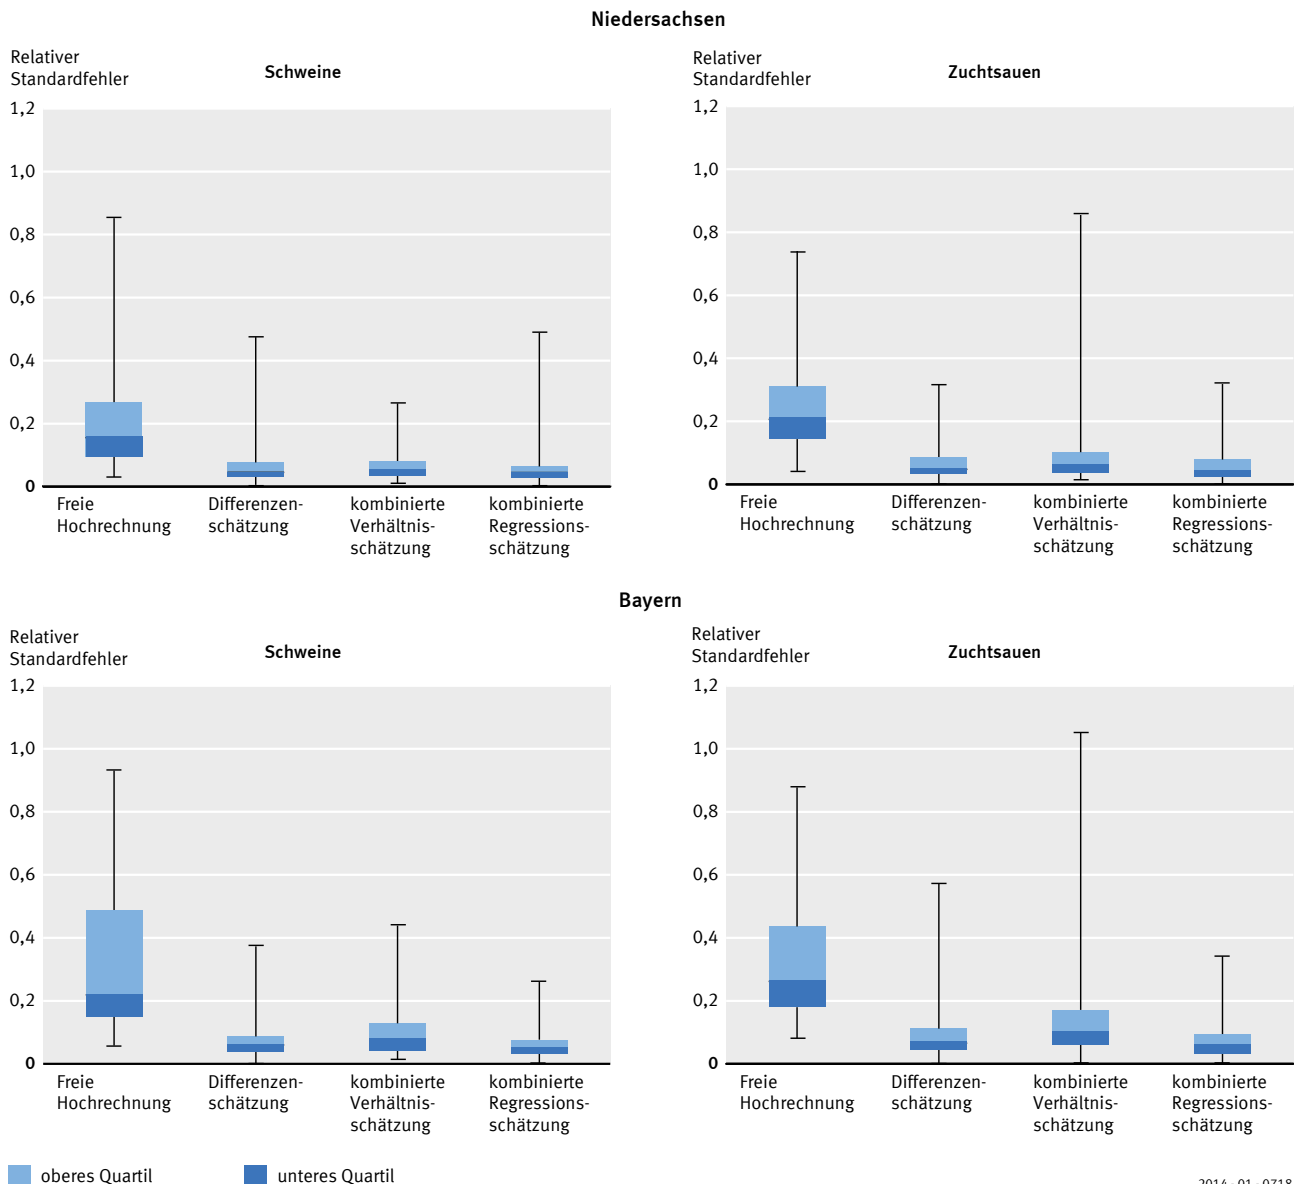 Niedersachsen
Relativer
Standardfehler
Schweine
1,2
1,0
0,8
0,6
0,4
0,2
0
Freie
Hochrechnung
Differenzen-
schätzung
kombinierte
Verhältnis-
schätzung
kombinierte
Regressions-
schätzung
Relativer
Standardfehler
Zuchtsauen
1,2
1,0
0,8
0,6
0,4
0,2
0
Freie
Hochrechnung
Differenzen-
schätzung
kombinierte
Verhältnis-
schätzung
kombinierte
Regressions-
schätzung
Bayern
Relativer
Standardfehler
Schweine
1,2
1,0
0,8
0,6
0,4
0,2
0
Freie
Hochrechnung
Differenzen-
schätzung
kombinierte
Verhältnis-
schätzung
kombinierte
Regressions-
schätzung
Relativer
Standardfehler
Zuchtsauen
1,2
1,0
0,8
0,6
0,4
0,2
0
Freie
Hochrechnung
Differenzen-
schätzung
kombinierte
Verhältnis-
schätzung
kombinierte
Regressions-
schätzung
oberes Quartil
unteres Quartil
2014 - 01 - 0718